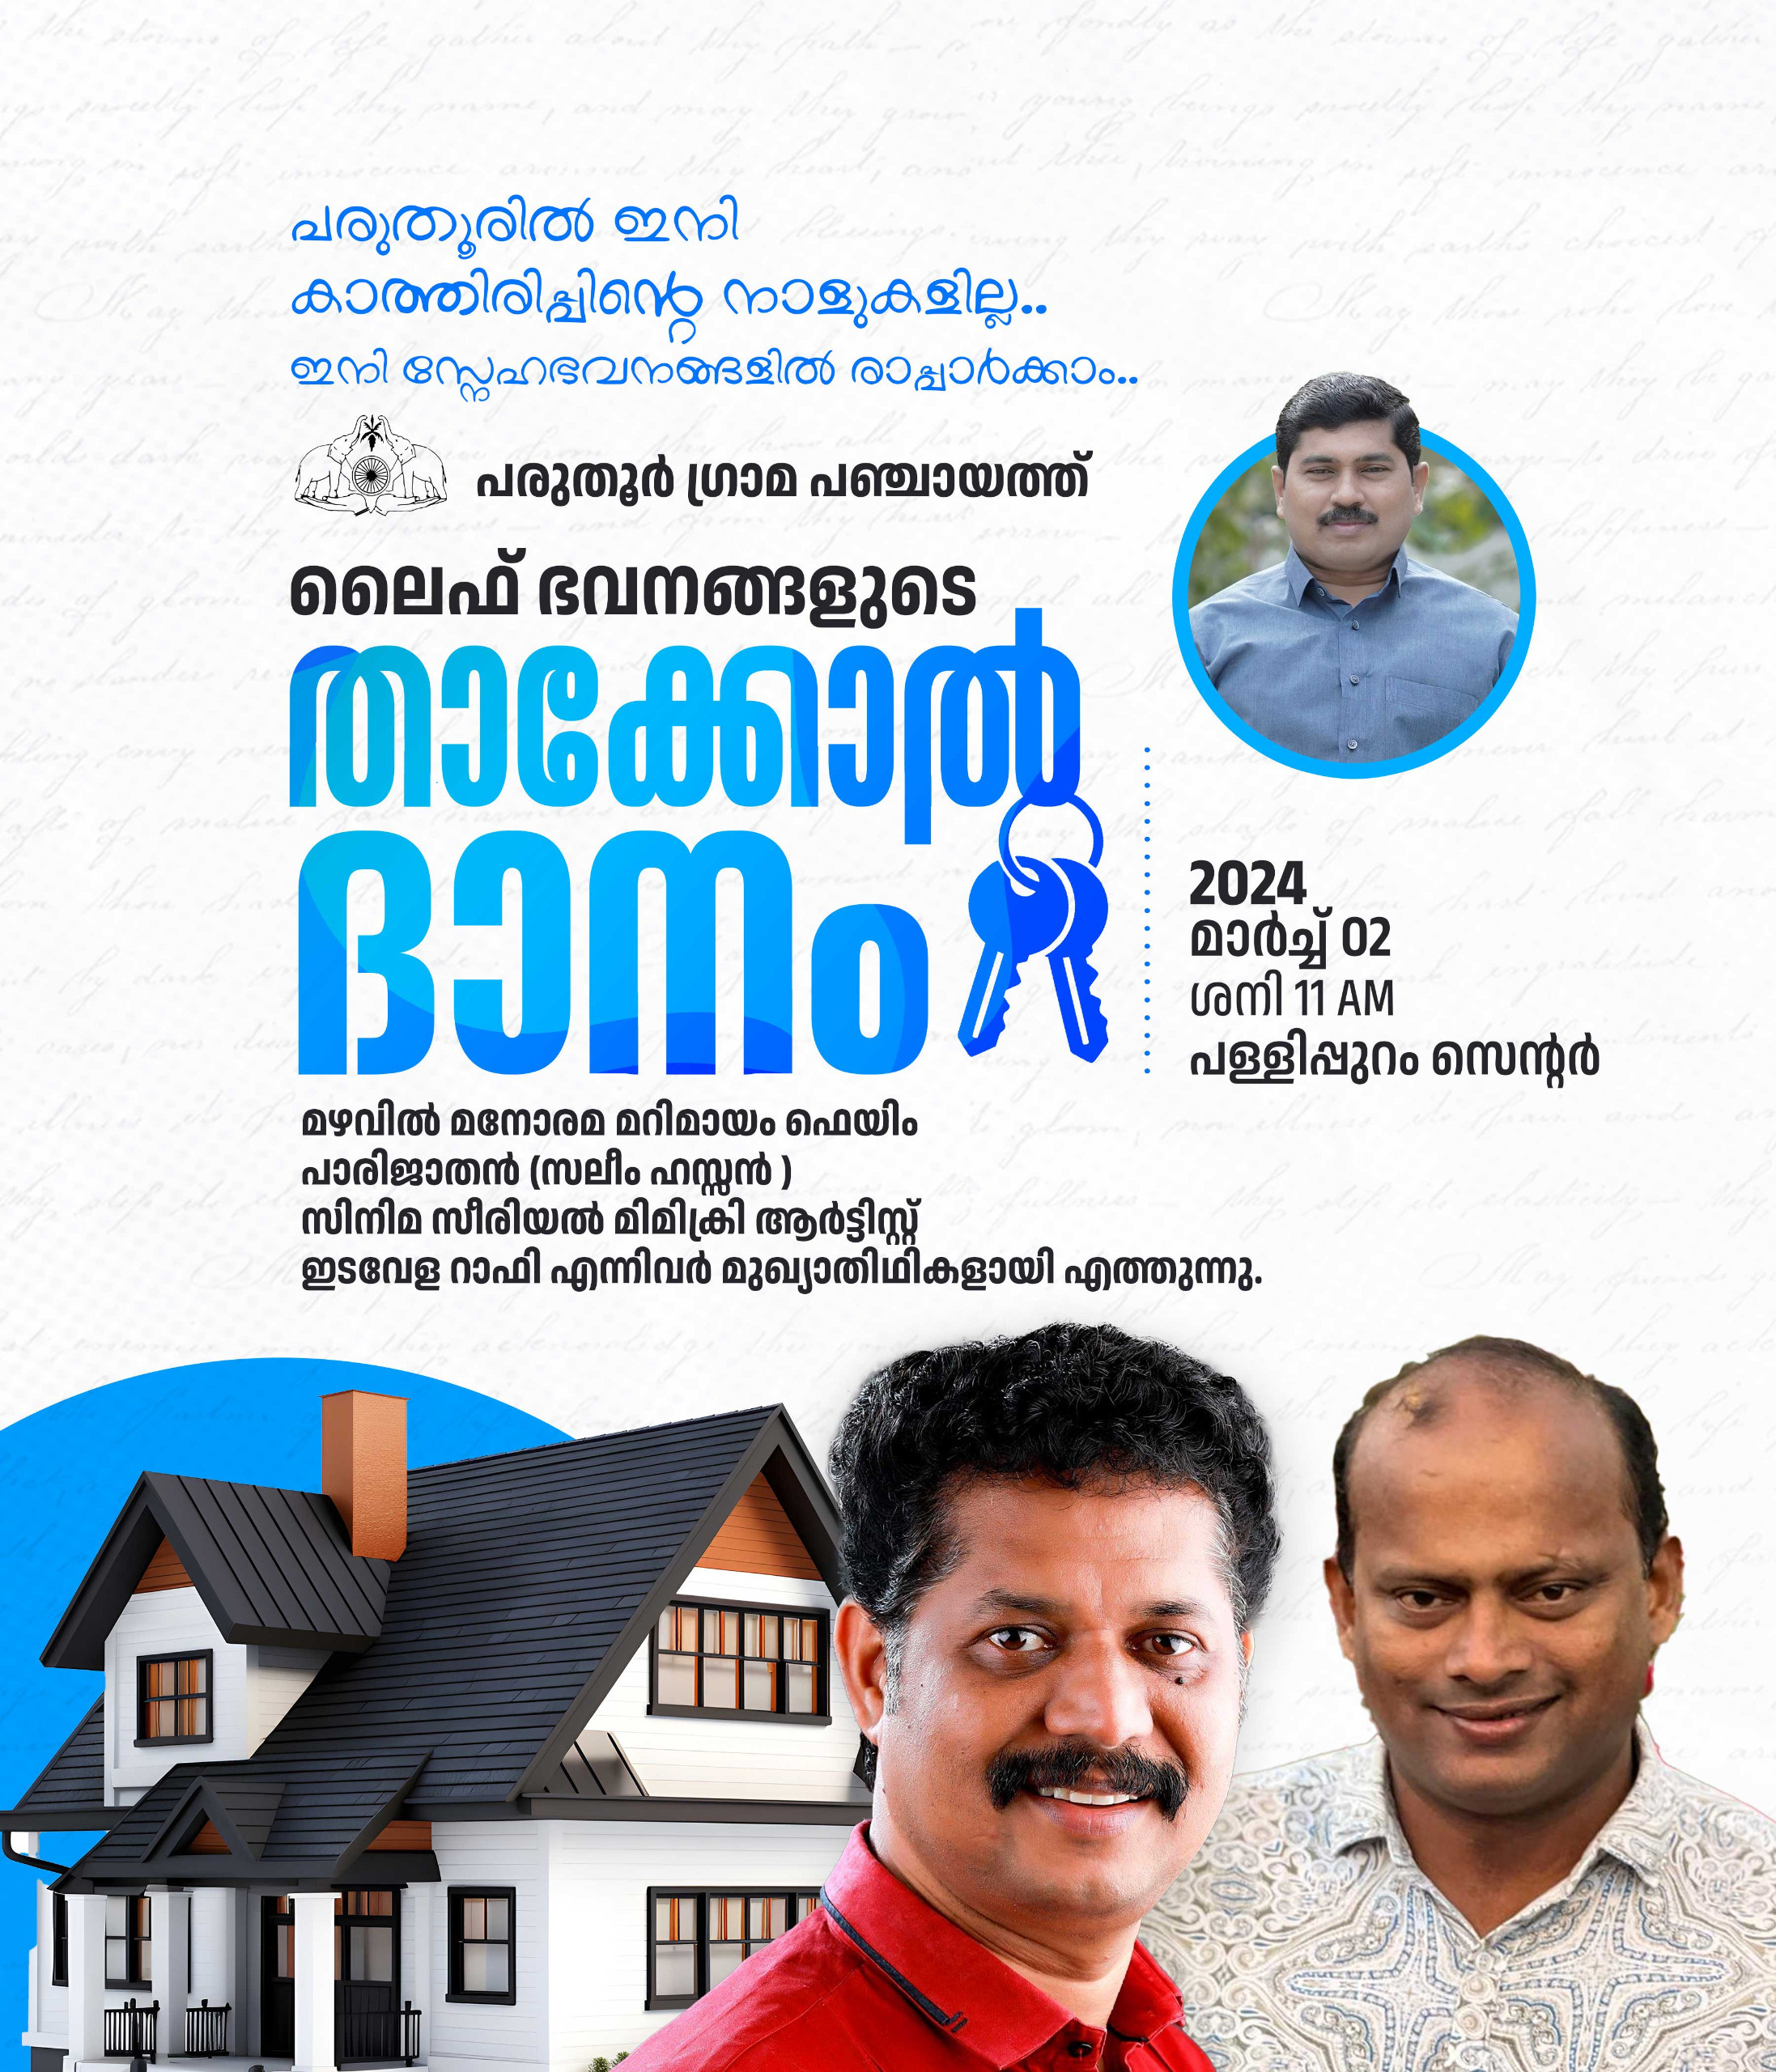 പരുതൂരിൽ ഇനി
കാത്തിരിപ്പിന്റെ നാളുകളില്ല..
ഇനി സ്നേഹഭവനങ്ങളിൽ രാപ്പാർക്കാം..
പരുതൂർ ഗ്രാമ പഞ്ചായത്ത്
ലൈഫ് ഭവനങ്ങളുടെ
താക്കോൽ
ദാനം
2024
മാർച്ച് 02
ശനി 11 AM
പള്ളിപ്പുറം സെന്റർ
മഴവിൽ മനോരമ മറിമായം ഫെയിം
പാരിജാതൻ (സലീം ഹസ്സൻ )
സിനിമ സീരിയൽ മിമിക്രി ആർട്ടിസ്റ്റ്
ഇടവേള റാഫി എന്നിവർ മുഖ്യാതിഥികളായി എത്തുന്നു.